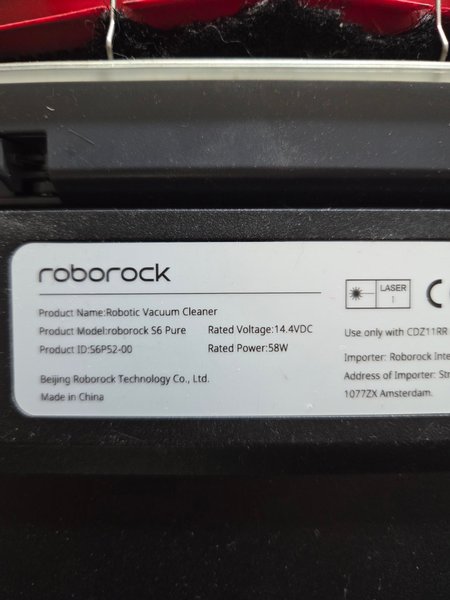 roborock
Product Name:Robotic Vacuum Cleaner
Product Model:roborock S6 Pure Rated Voltage:14.4VDC
Product ID:S6P52-00 Rated Power:58W
Beijing Roborock Technology Co., Ltd.
Made in China
LASER
1
Use only with CDZ11RR
Importer: Roborock Inte
Address of Importer: Str
1077ZX Amsterdam.